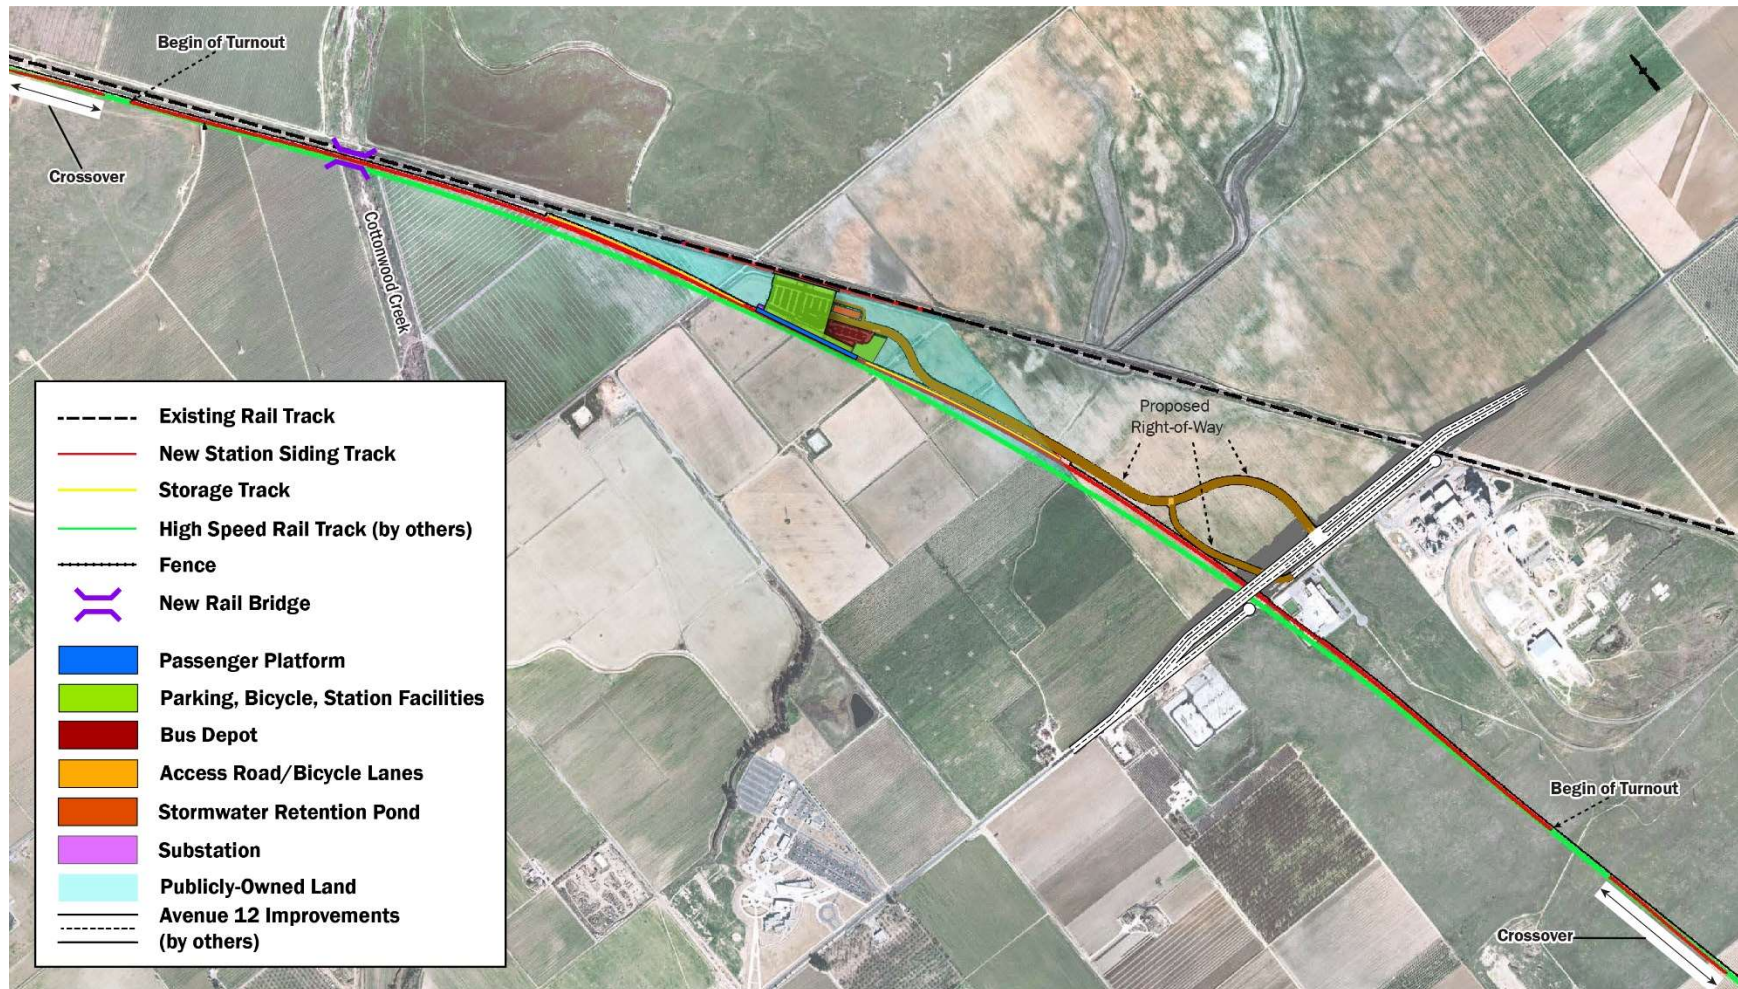 Begin of Turnout
Crossover
Cottonwood Creek
Proposed
Right-of-Way
Existing Rail Track
New Station Siding Track
Storage Track
High Speed Rail Track (by others)
Fence
New Rail Bridge
Passenger Platform
Parking, Bicycle, Station Facilities
Bus Depot
Access Road/Bicycle Lanes
Stormwater Retention Pond
Substation
Publicly-Owned Land
Avenue 12 Improvements
(by others)
Begin of Turnout
Crossover